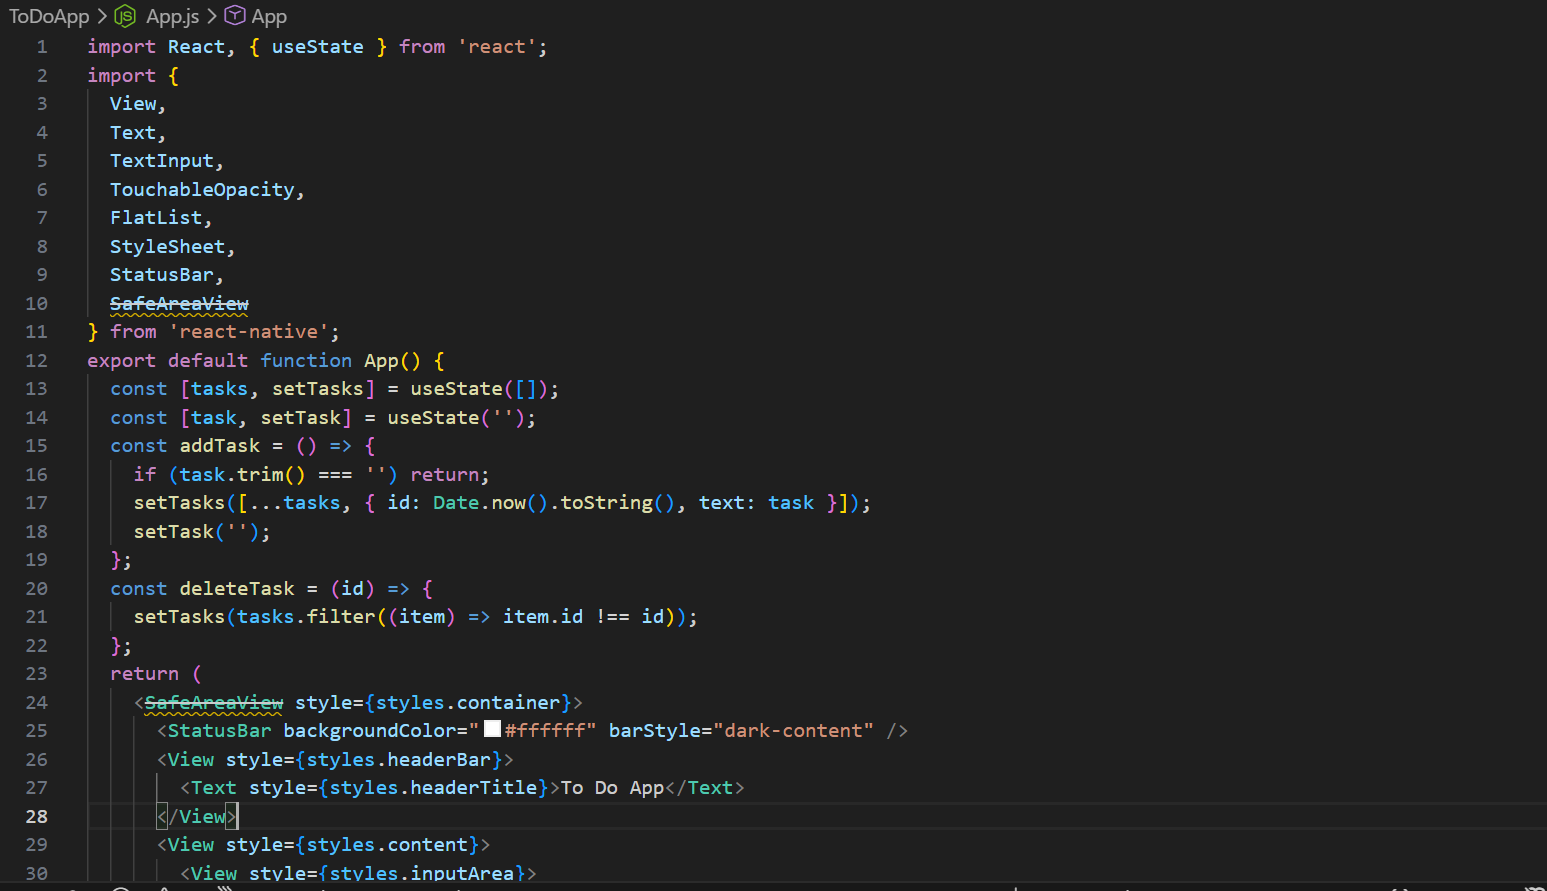 ToDoApp > JS App.js > App
1 import React, { useState } from 'react';
2 import {
3   View,
4   Text,
5   TextInput,
6   TouchableOpacity,
7   FlatList,
8   StyleSheet,
9   StatusBar,
10   SafeAreaView
11 } from 'react-native';
12 export default function App() {
13   const [tasks, setTasks] = useState([]);
14   const [task, setTask] = useState('');
15   const addTask = () => {
16     if (task.trim() === '') return;
17     setTasks([...tasks, { id: Date.now().toString(), text: task }]);
18     setTask('');
19   };
20   const deleteTask = (id) => {
21     setTasks(tasks.filter((item) => item.id !== id));
22   };
23   return (
24     <SafeAreaView style={styles.container}>
25       <StatusBar backgroundColor="#ffffff" barStyle="dark-content" />
26       <View style={styles.headerBar}>
27         <Text style={styles.headerTitle}>To Do App</Text>
28       </View>
29       <View style={styles.content}>
30         <View style={styles.inputArea}>